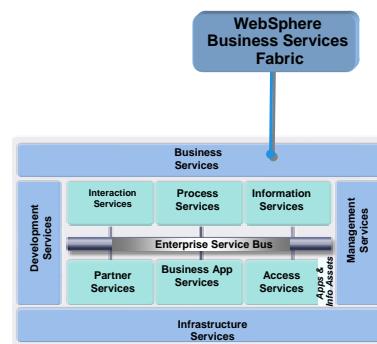 WebSphere
Business Services
Fabric
Business
Services
Development
Services
Interaction
Services
Process
Services
Information
Services
Management
Services
Enterprise Service Bus
Partner
Services
Business App
Services
Access
Services
Apps &
Info Assets
Infrastructure
Services